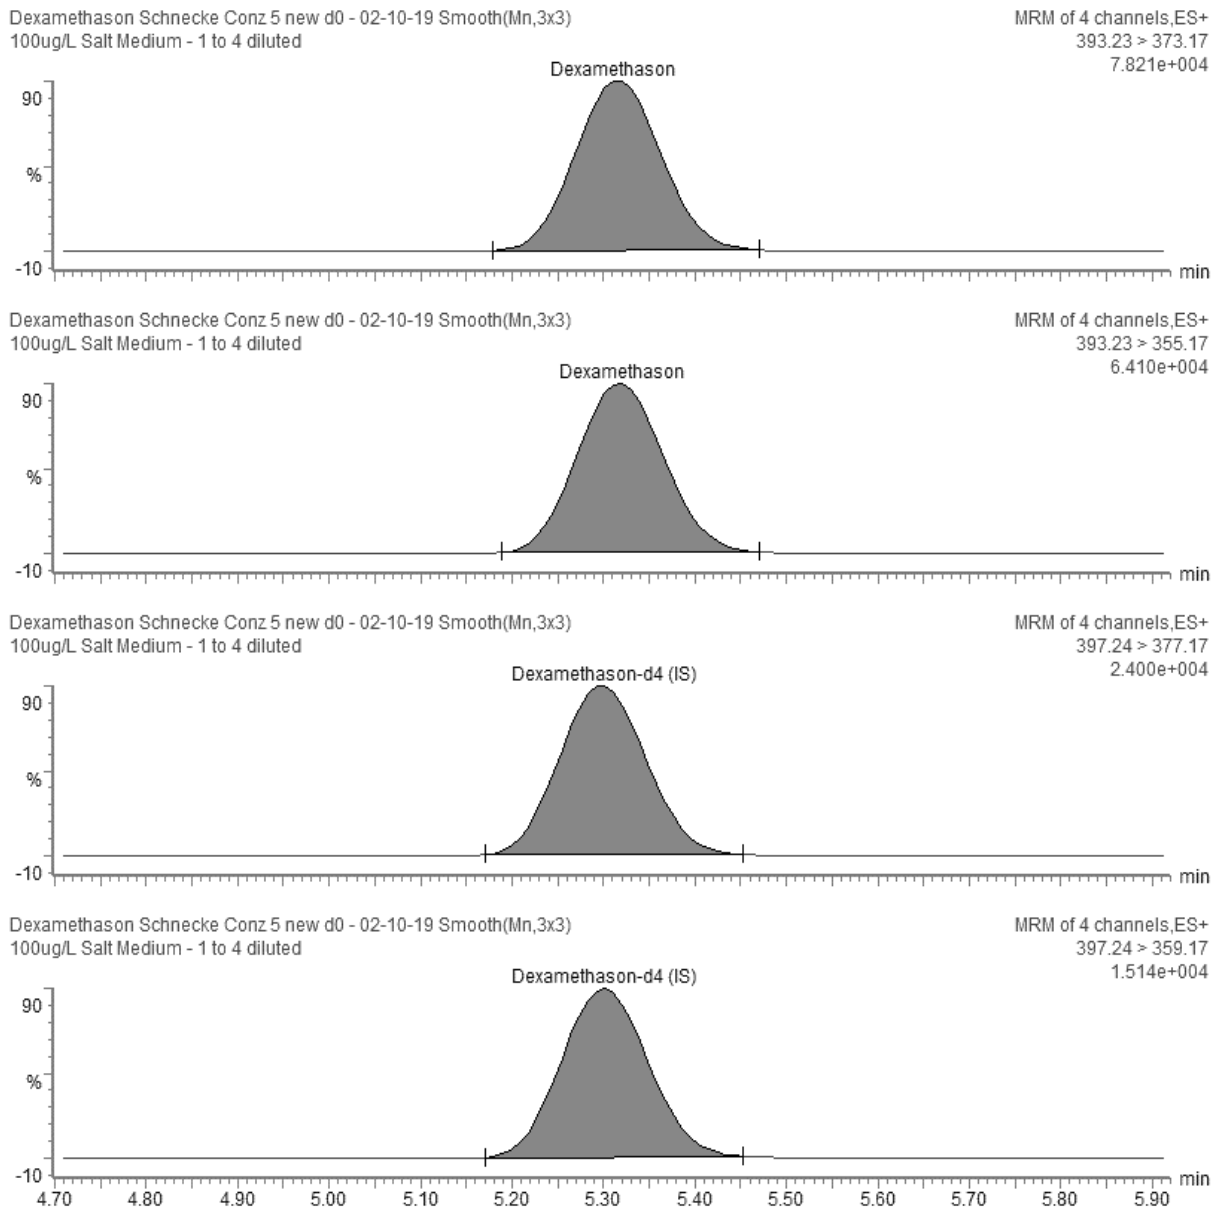 Dexamethason Schnecke Conz 5 new d0 - 02-10-19 Smooth(Mn,3x3)
MRM of 4 channels,ES+
100ug/L Salt Medium - 1 to 4 diluted
393.23 > 373.17
7.821e+004
Dexamethason
90
%
-10
min
Dexamethason Schnecke Conz 5 new d0 - 02-10-19 Smooth(Mn,3x3)
MRM of 4 channels,ES+
100ug/L Salt Medium - 1 to 4 diluted
393.23 > 355.17
6.410e+004
Dexamethason
90
%
-10
min
Dexamethason Schnecke Conz 5 new d0 - 02-10-19 Smooth(Mn,3x3)
MRM of 4 channels,ES+
100ug/L Salt Medium - 1 to 4 diluted
397.24 > 377.17
2.400e+004
Dexamethason-d4 (IS)
90
%
-10
min
Dexamethason Schnecke Conz 5 new d0 - 02-10-19 Smooth(Mn,3x3)
MRM of 4 channels,ES+
100ug/L Salt Medium - 1 to 4 diluted
397.24 > 359.17
1.514e+004
Dexamethason-d4 (IS)
90
%
-10
min
4.70 4.80 4.90 5.00 5.10 5.20 5.30 5.40 5.50 5.60 5.70 5.80 5.90